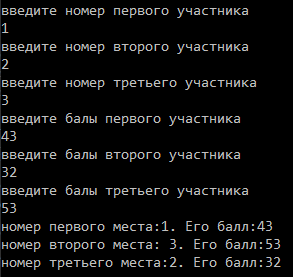 введите номер первого участника
1
введите номер второго участника
2
введите номер третьего участника
3
введите балы первого участника
43
введите балы второго участника
32
введите балы третьего участника
53
номер первого места:1. Его балл:43
номер второго места: 3. Его балл:53
номер третьего места:2. Его балл:32